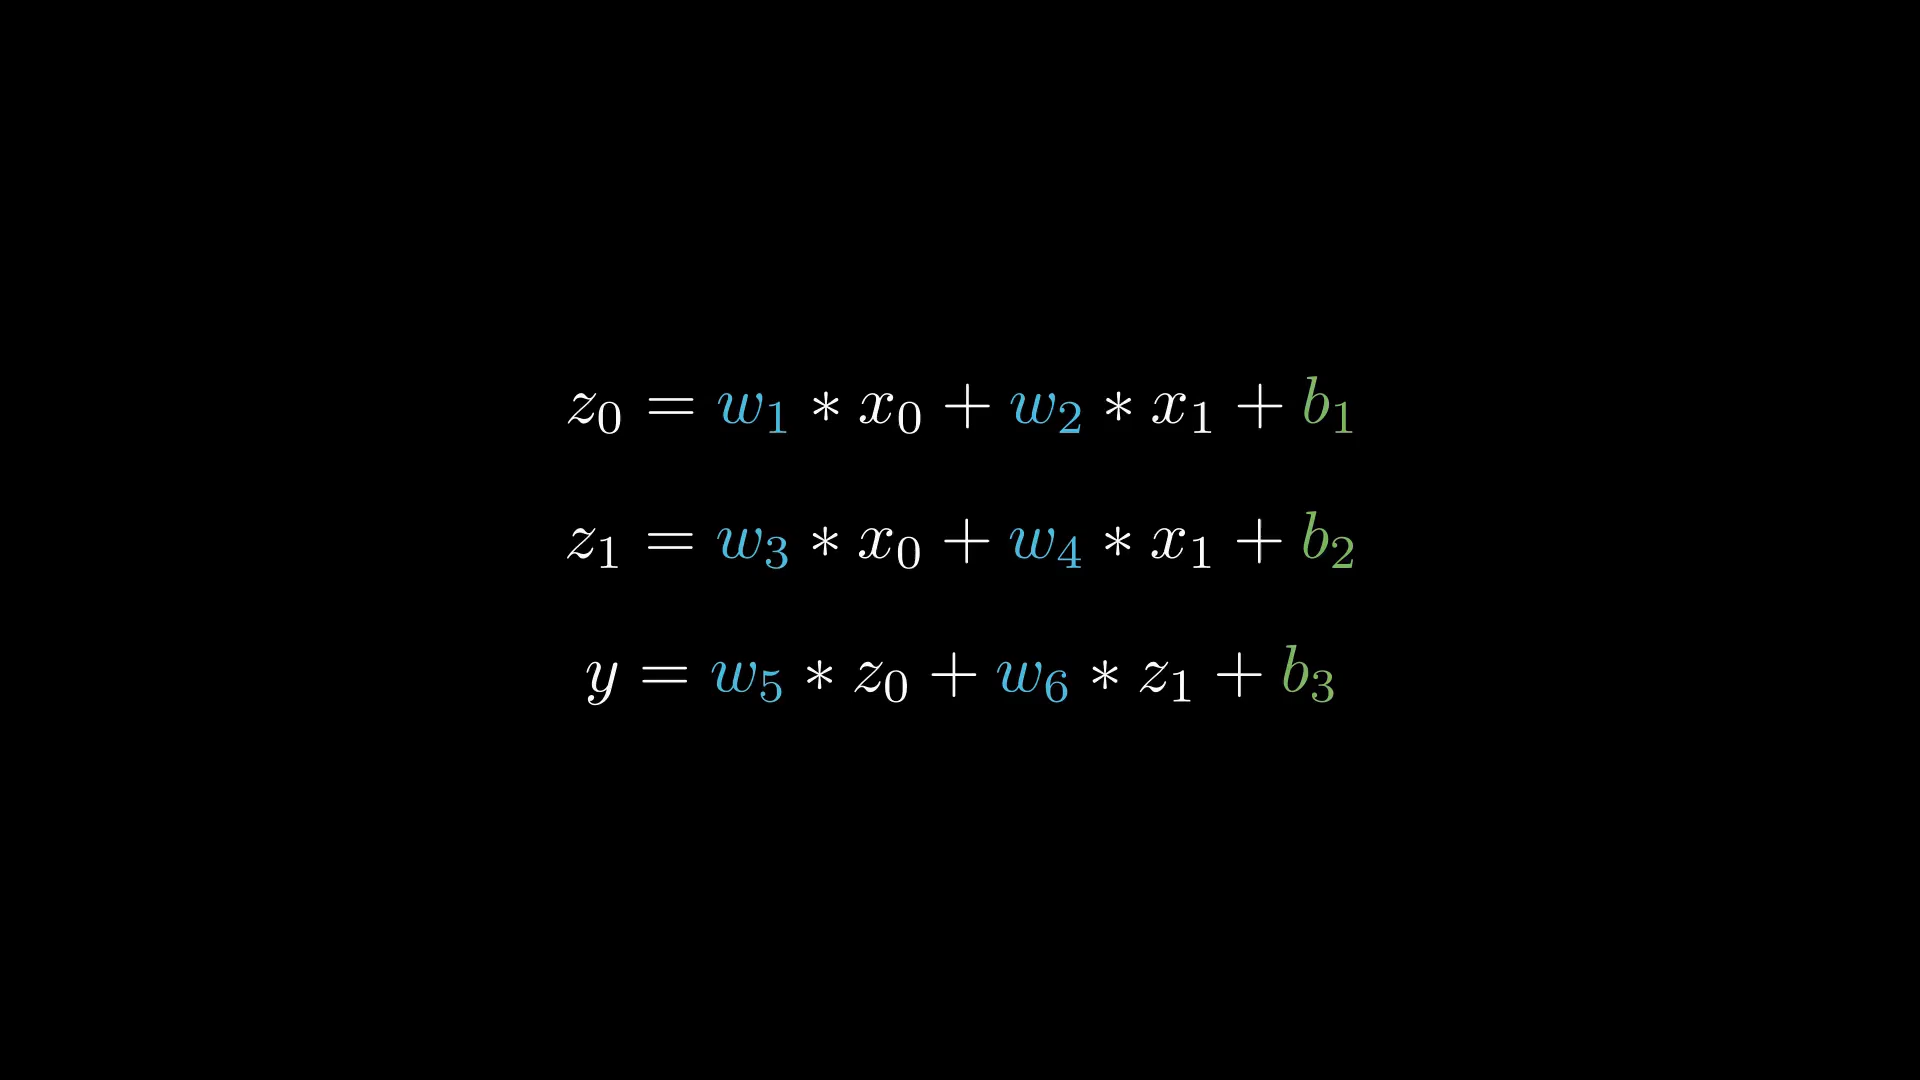 z₀ = w₁ * x₀ + w₂ * x₁ + b₁
z₁ = w₃ * x₀ + w₄ * x₁ + b₂
y = w₅ * z₀ + w₆ * z₁ + b₃